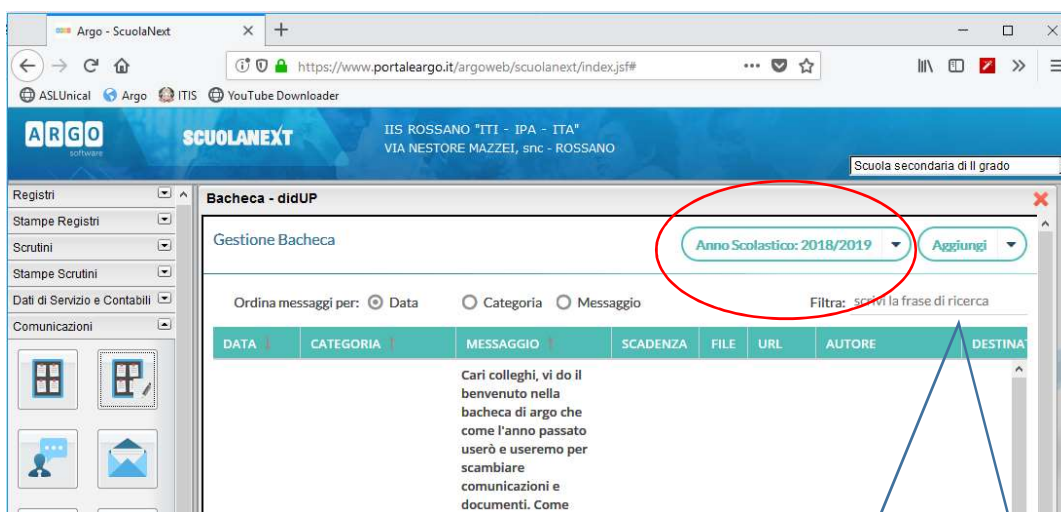 Argo - ScuolaNext
https://www.portaleargo.it/argoweb/scuolanext/index.jsf#
ASLUnical Argo ITIS YouTube Downloader
ARGO
software
SCUOLANEXT
IIS ROSSANO "ITI - IPA - ITA"
VIA NESTORE MAZZEI, snc - ROSSANO
Scuola secondaria di II grado
Registri
Stampe Registri
Scrutini
Stampe Scrutini
Dati di Servizio e Contabili
Comunicazioni
Bacheca - didUP
Gestione Bacheca
Anno Scolastico: 2018/2019
Aggiungi
Ordina messaggi per: Data Categoria Messaggio
Filtra: scrivi la frase di ricerca
DATA CATEGORIA MESSAGGIO SCADENZA FILE URL AUTORE DESTINAT
Cari colleghi, vi do il
benvenuto nella
bacheca di argo che
come l'anno passato
userò e useremo per
scambiare
comunicazioni e
documenti. Come